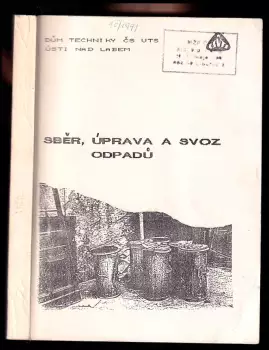 DŮM TECHNIKY ČS VTS
ÚSTÍ NAD LABEM
SBĚR, ÚPRAVA A SVOZ
ODPADŮ